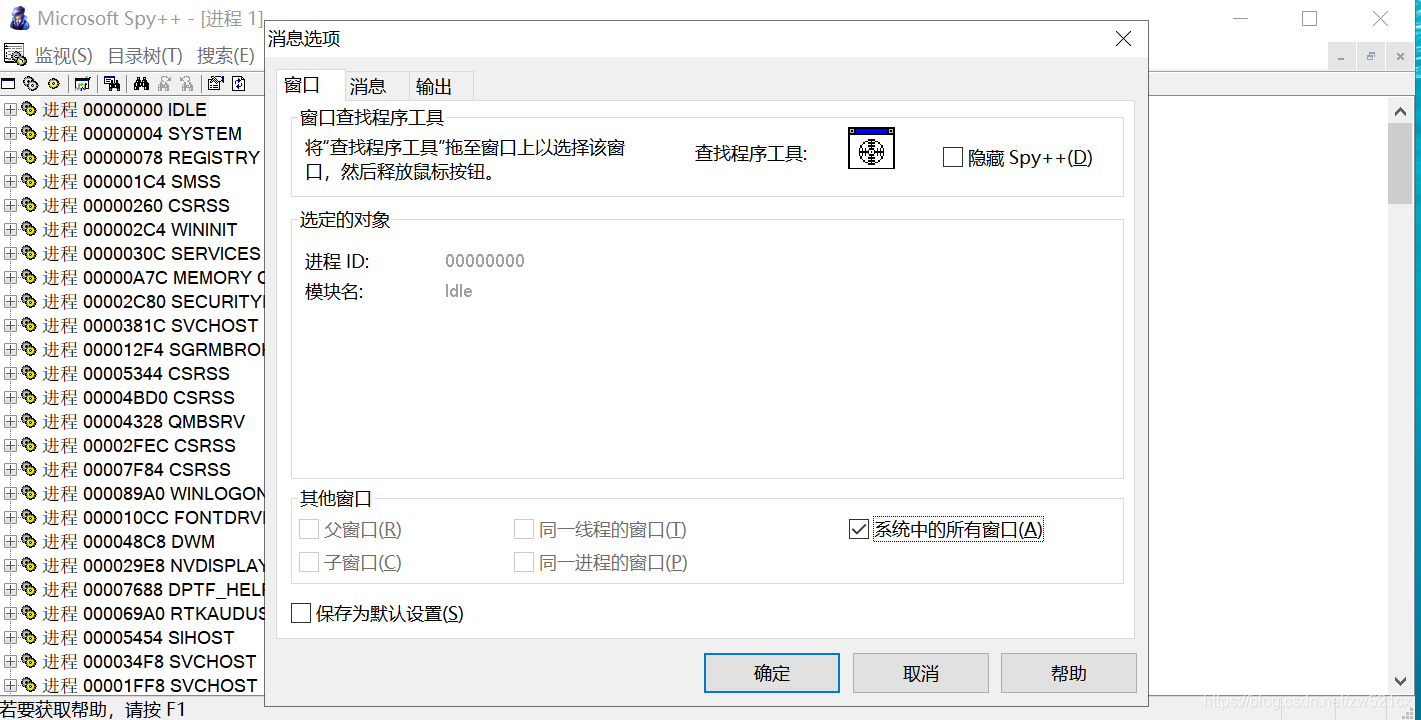 Microsoft Spy++ - [进程 1]
监视(S) 目录树(T) 搜索(E)
进程 00000000 IDLE
进程 00000004 SYSTEM
进程 00000078 REGISTRY
进程 000001C4 SMSS
进程 00000260 CSRSS
进程 000002C4 WININIT
进程 0000030C SERVICES
进程 00000A7C MEMORY C
进程 00002C80 SECURITY
进程 0000381C SVCHOST
进程 000012F4 SGRMBRO
进程 00005344 CSRSS
进程 00004BD0 CSRSS
进程 00004328 QMBSRV
进程 00002FEC CSRSS
进程 00007F84 CSRSS
进程 000089A0 WINLOGON
进程 000010CC FONTDRV
进程 000048C8 DWM
进程 000029E8 NVDISPLAY
进程 00007688 DPTF_HEL
进程 000069A0 RTKAUDUS
进程 00005454 SIHOST
进程 000034F8 SVCHOST
进程 00001FF8 SVCHOST
若要获取帮助，请按 F1
消息选项
窗口 消息 输出
窗口查找程序工具
将“查找程序工具”拖至窗口上以选择该窗
口，然后释放鼠标按钮。
查找程序工具:
隐藏 Spy++(D)
选定的对象
进程 ID: 00000000
模块名: Idle
其他窗口
父窗口(R) 同一线程的窗口(T) 系统中的所有窗口(A)
子窗口(C) 同一进程的窗口(P)
保存为默认设置(S)
确定 取消 帮助